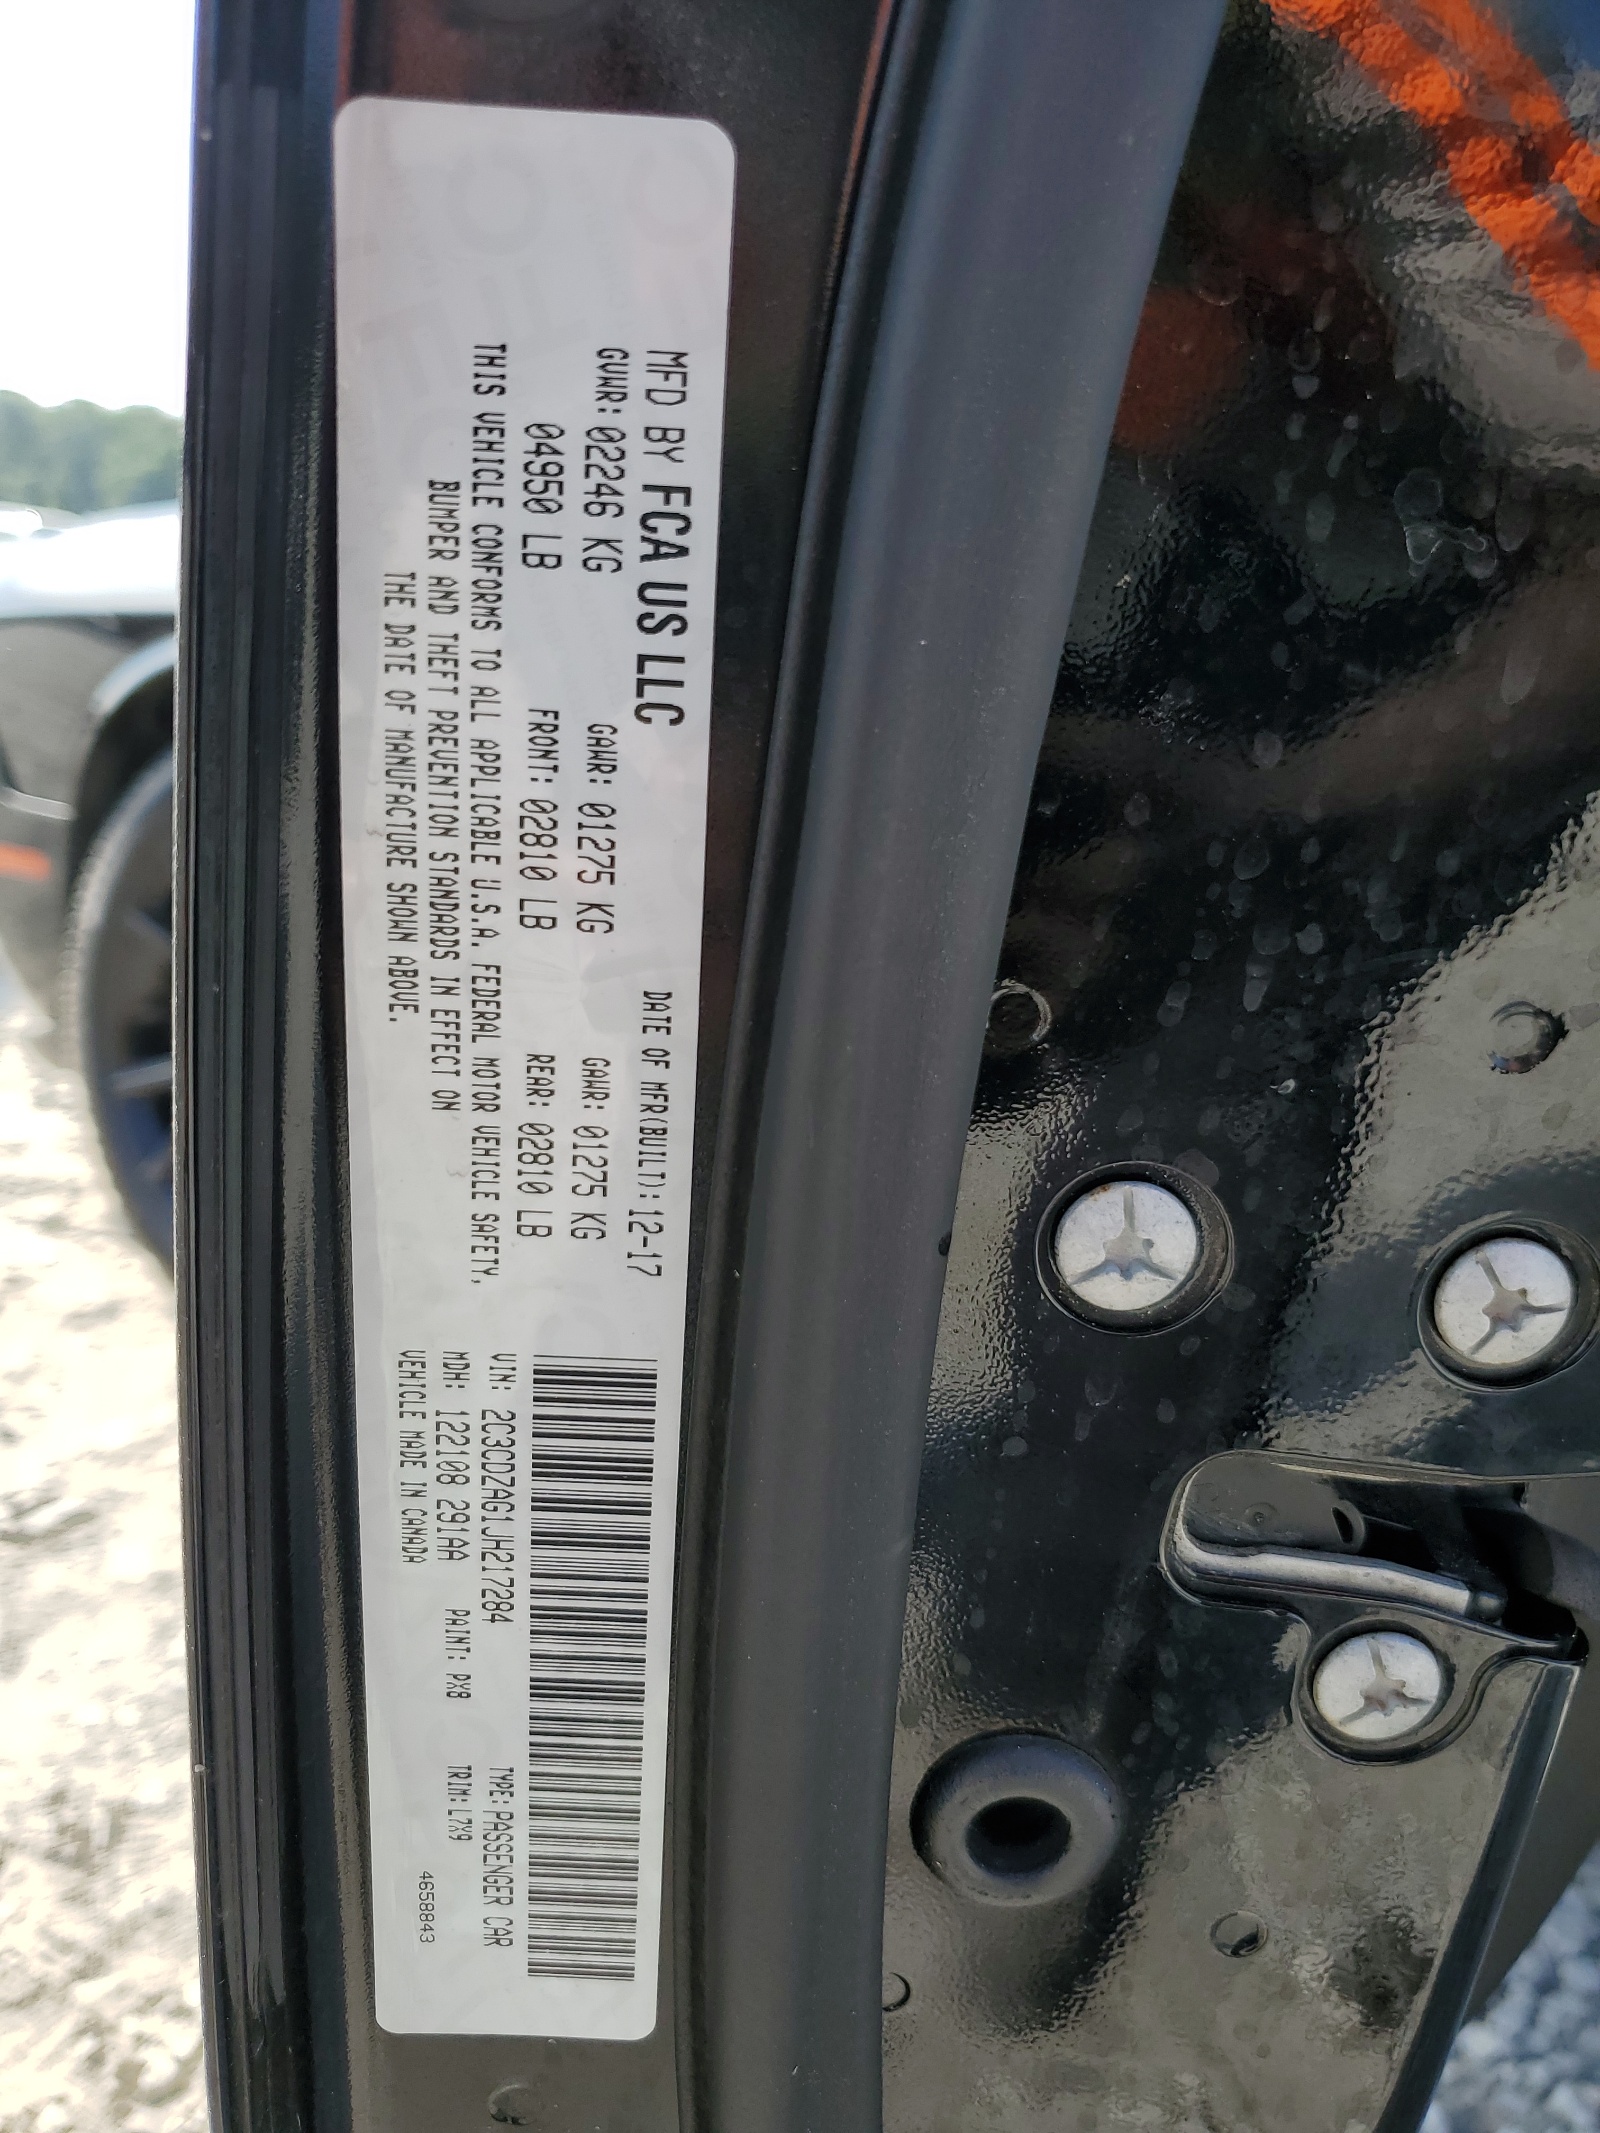 MFD BY FCA US LLC
DATE OF MFR(BUILT): 12-17
GVWR: 02246 KG
GAWR: 01275 KG
GAWR: 01275 KG
04950 LB
FRONT: 02810 LB
REAR: 02810 LB
THIS VEHICLE CONFORMS TO ALL APPLICABLE U.S.A. FEDERAL MOTOR VEHICLE SAFETY,
BUMPER AND THEFT PREVENTION STANDARDS IN EFFECT ON
THE DATE OF MANUFACTURE SHOWN ABOVE.
VIN: 2C3CDZAG1JH217284
TYPE: PASSENGER CAR
MDH: 122108 291AA
PAINT: PX8
TRIM: L7X9
VEHICLE MADE IN CANADA
4658843